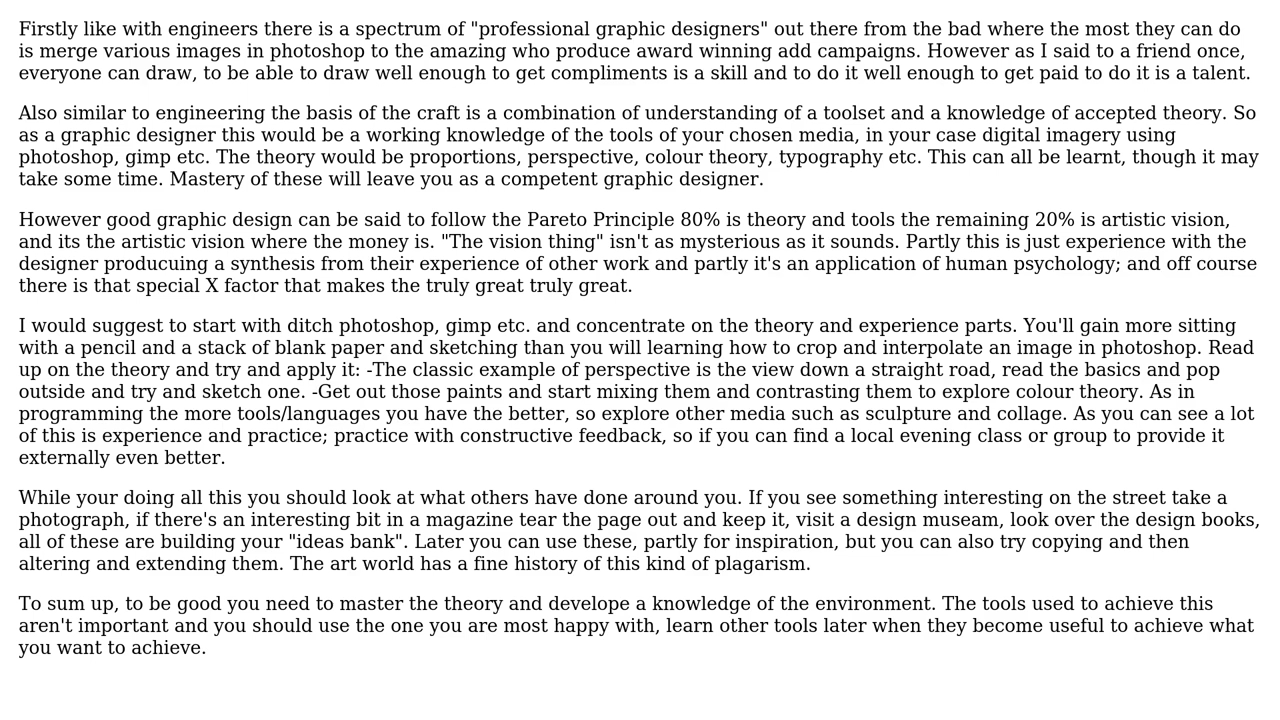 Firstly like with engineers there is a spectrum of "professional graphic designers" out there from the bad where the most they can do
is merge various images in photoshop to the amazing who produce award winning add campaigns. However as I said to a friend once,
everyone can draw, to be able to draw well enough to get compliments is a skill and to do it well enough to get paid to do it is a talent.
Also similar to engineering the basis of the craft is a combination of understanding of a toolset and a knowledge of accepted theory. So
as a graphic designer this would be a working knowledge of the tools of your chosen media, in your case digital imagery using
photoshop, gimp etc. The theory would be proportions, perspective, colour theory, typography etc. This can all be learnt, though it may
take some time. Mastery of these will leave you as a competent graphic designer.
However good graphic design can be said to follow the Pareto Principle 80% is theory and tools the remaining 20% is artistic vision,
and its the artistic vision where the money is. "The vision thing" isn't as mysterious as it sounds. Partly this is just experience with the
designer producuing a synthesis from their experience of other work and partly it's an application of human psychology; and off course
there is that special X factor that makes the truly great truly great.
I would suggest to start with ditch photoshop, gimp etc. and concentrate on the theory and experience parts. You'll gain more sitting
with a pencil and a stack of blank paper and sketching than you will learning how to crop and interpolate an image in photoshop. Read
up on the theory and try and apply it: -The classic example of perspective is the view down a straight road, read the basics and pop
outside and try and sketch one. -Get out those paints and start mixing them and contrasting them to explore colour theory. As in
programming the more tools/languages you have the better, so explore other media such as sculpture and collage. As you can see a lot
of this is experience and practice; practice with constructive feedback, so if you can find a local evening class or group to provide it
externally even better.
While your doing all this you should look at what others have done around you. If you see something interesting on the street take a
photograph, if there's an interesting bit in a magazine tear the page out and keep it, visit a design museam, look over the design books,
all of these are building your "ideas bank". Later you can use these, partly for inspiration, but you can also try copying and then
altering and extending them. The art world has a fine history of this kind of plagarism.
To sum up, to be good you need to master the theory and develope a knowledge of the environment. The tools used to achieve this
aren't important and you should use the one you are most happy with, learn other tools later when they become useful to achieve what
you want to achieve.